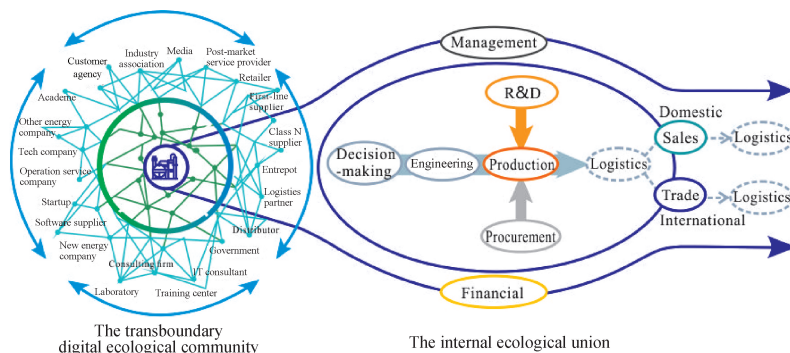 Media
Industry
association
Post-market
service provider
Customer
agency
Retailer
Academe
First-line
supplier
Other energy
company
Class N
supplier
Tech company
Entrepot
Operation service
company
Logisties
partner
Startup
Software supplier
Distributor
New energy
company
Government
Consulting firm
IT consultant
Laboratory
Training center
The transboundary
digital ecological community
Management
R&D
Decision
-making
Engineering
Production
Logistics
Domestic
Sales
Logistics
Trade
Logistics
International
Procurement
Financial
The internal ecological union